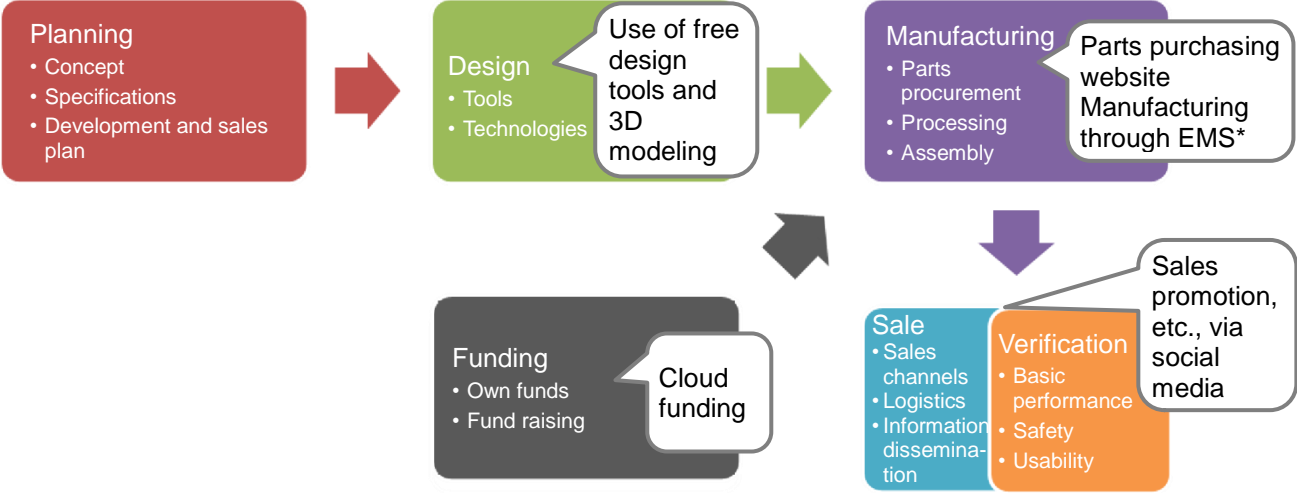 Planning
• Concept
• Specifications
• Development and sales
plan
Design
• Tools
• Technologies
Use of free
design
tools and
3D
modeling
Manufacturing
• Parts
procurement
• Processing
• Assembly
Parts purchasing
website
Manufacturing
through EMS*
Funding
• Own funds
• Fund raising
Cloud
funding
Sale
• Sales
channels
• Logistics
• Information
dissemina-
tion
Verification
• Basic
performance
• Safety
• Usability
Sales
promotion,
etc., via
social
media